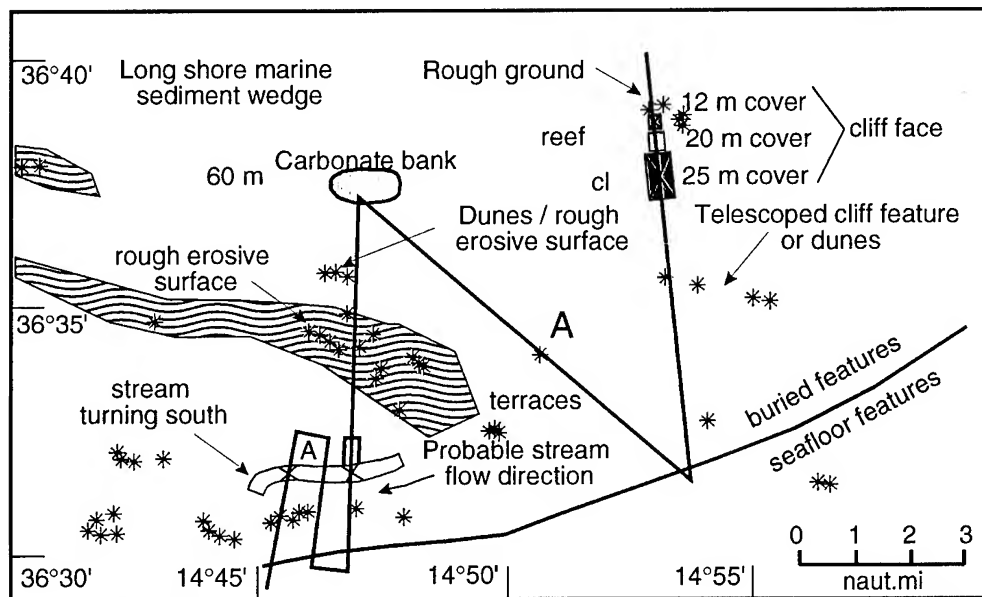 36°40'
Long shore marine
sediment wedge
Rough ground
12 m cover
20 m cover
25 m cover
cliff face
reef
cl
60 m
Carbonate bank
Dunes / rough
erosive surface
Telescoped cliff feature
or dunes
rough erosive
surface
36°35'
A
stream
turning south
terraces
buried features
seafloor features
A
Probable stream
flow direction
36°30'
14°45'
14°50'
14°55'
0 1 2 3
naut.mi